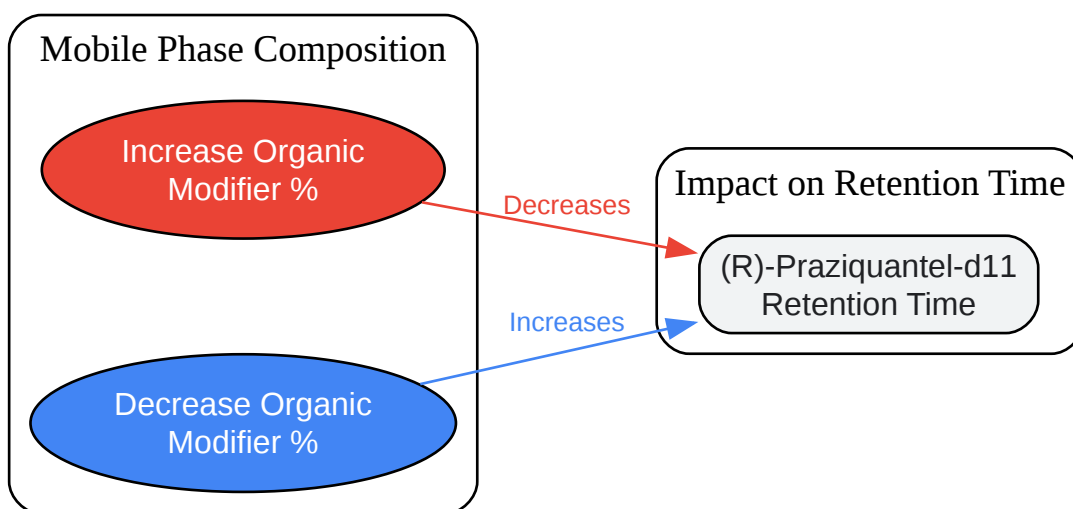 Mobile Phase Composition
Increase Organic
Modifier %
Decreases
Impact on Retention Time
(R)-Praziquantel-d11
Retention Time
Increases
Decrease Organic
Modifier %